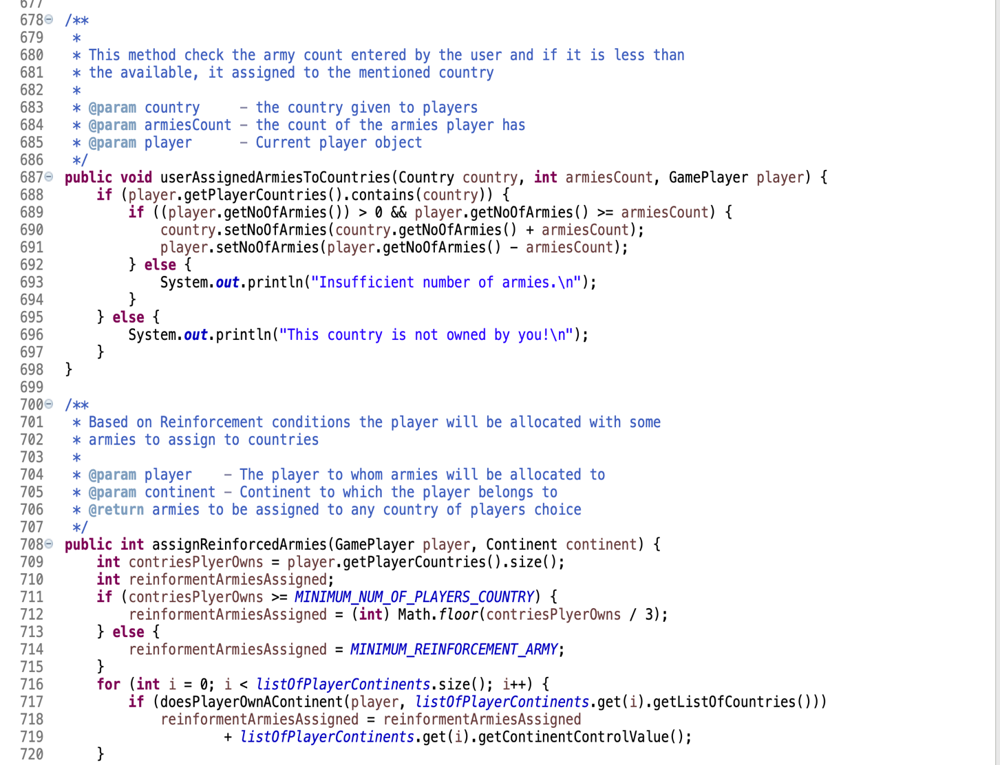 677
678 /**
679  *
680  * This method check the army count entered by the user and if it is less than
681  * the available, it assigned to the mentioned country
682  *
683  * @param country     – the country given to players
684  * @param armiesCount – the count of the armies player has
685  * @param player      – Current player object
686  */
687 public void userAssignedArmiesToCountries(Country country, int armiesCount, GamePlayer player) {
688     if (player.getPlayerCountries().contains(country)) {
689         if ((player.getNoOfArmies()) > 0 && player.getNoOfArmies() >= armiesCount) {
690             country.setNoOfArmies(country.getNoOfArmies() + armiesCount);
691             player.setNoOfArmies(player.getNoOfArmies() - armiesCount);
692         } else {
693             System.out.println("Insufficient number of armies.\n");
694         }
695     } else {
696         System.out.println("This country is not owned by you!\n");
697     }
698 }
699
700 /**
701  * Based on Reinforcement conditions the player will be allocated with some
702  * armies to assign to countries
703  *
704  * @param player    – The player to whom armies will be allocated to
705  * @param continent – Continent to which the player belongs to
706  * @return armies to be assigned to any country of players choice
707  */
708 public int assignReinforcedArmies(GamePlayer player, Continent continent) {
709     int contriesPlyerOwns = player.getPlayerCountries().size();
710     int reinformentArmiesAssigned;
711     if (contriesPlyerOwns >= MINIMUM_NUM_OF_PLAYERS_COUNTRY) {
712         reinformentArmiesAssigned = (int) Math.floor(contriesPlyerOwns / 3);
713     } else {
714         reinformentArmiesAssigned = MINIMUM_REINFORCEMENT_ARMY;
715     }
716     for (int i = 0; i < listOfPlayerContinents.size(); i++) {
717         if (doesPlayerOwnAContinent(player, listOfPlayerContinents.get(i).getListOfCountries()))
718             reinformentArmiesAssigned = reinformentArmiesAssigned
719                     + listOfPlayerContinents.get(i).getContinentControlValue();
720     }